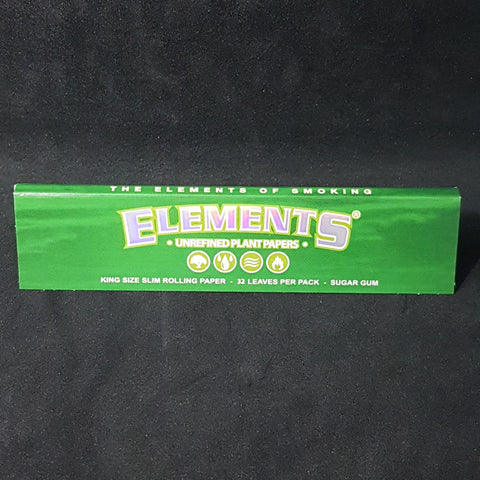 THE ELEMENTS OF SMOKING
ELEMENTS®
• UNREFINED PLANT PAPERS •
KING SIZE SLIM ROLLING PAPER - 32 LEAVES PER PACK - SUGAR GUM